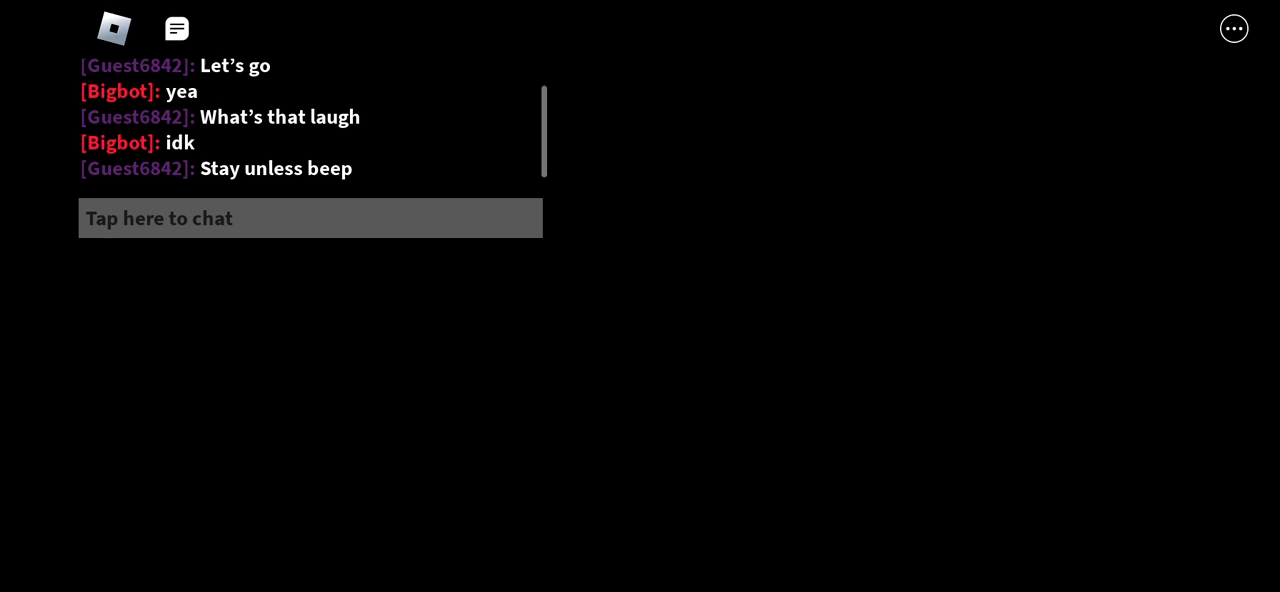 [Guest6842]: Let’s go
[Bigbot]: yea
[Guest6842]: What’s that laugh
[Bigbot]: idk
[Guest6842]: Stay unless beep
Tap here to chat